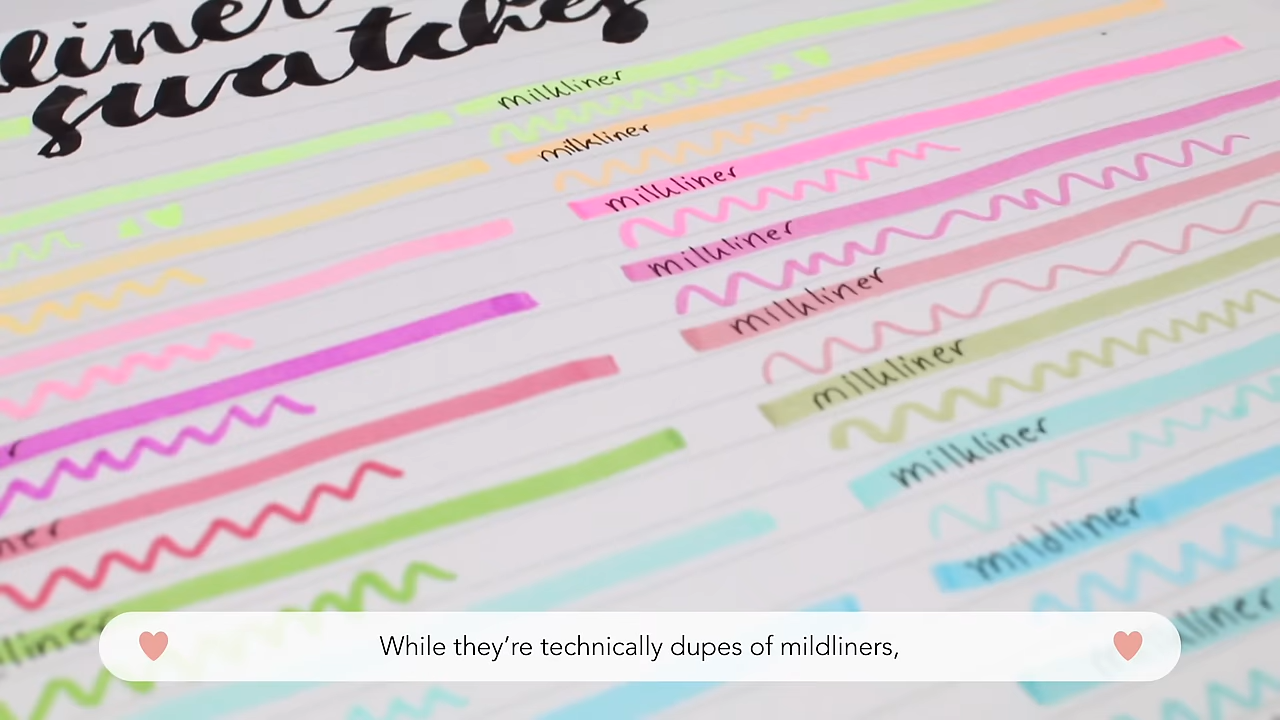 liner
swatches
milkliner
milkliner
milkliner
milkliner
milkliner
milkliner
milkliner
mildliner
While they're technically dupes of mildliners,